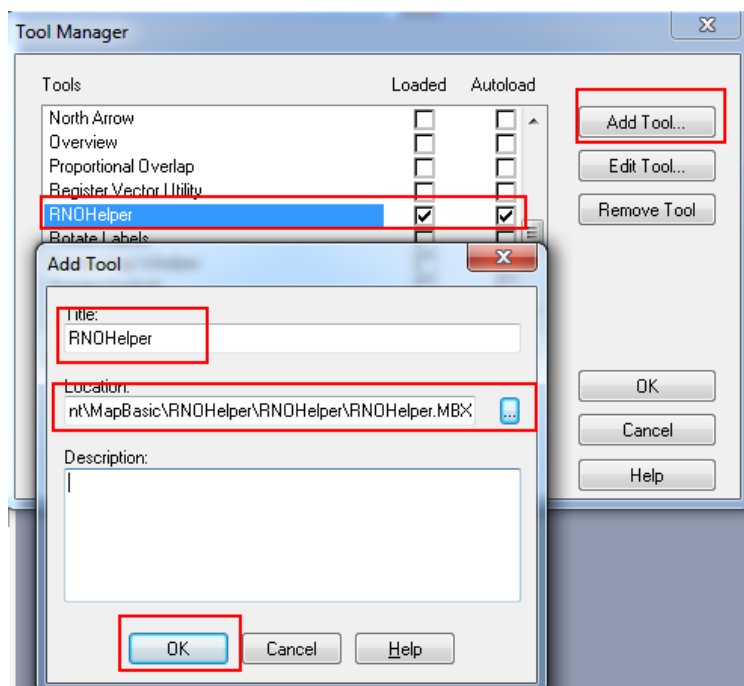 Tool Manager
Tools Loaded Autoload
North Arrow
Overview
Proportional Overlap
Register Vector Utility
RNOHelper
Rotate Labels
Add Tool...
Edit Tool...
Remove Tool
OK
Cancel
Help
Add Tool
Title:
RNOHelper
Location:
nt\MapBasic\RNOHelper\RNOHelper\RNOHelper.MBX
...
Description:
OK Cancel Help